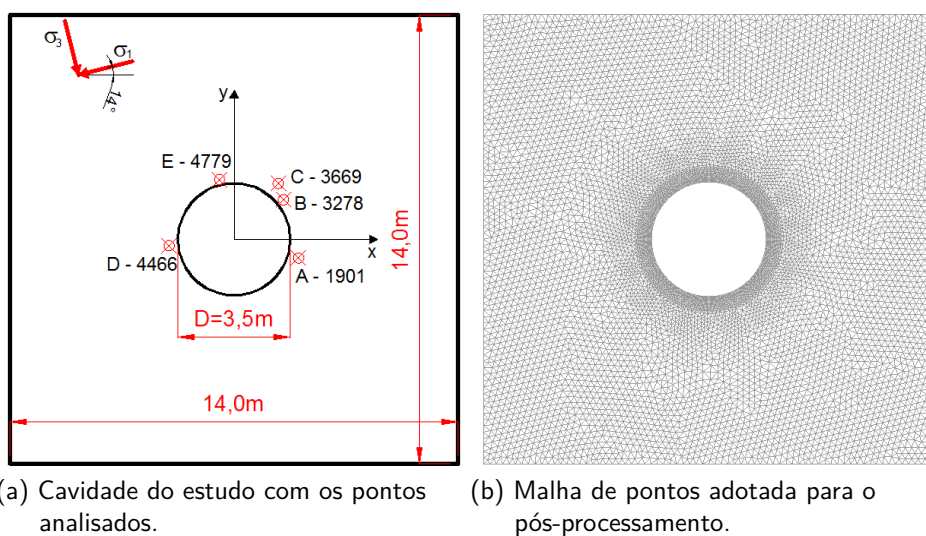 σ3
σ1
14°
y
E - 4779
C - 3669
B - 3278
x
D - 4466
A - 1901
14,0m
D=3,5m
14,0m
(a) Cavidade do estudo com os pontos
analisados.
(b) Malha de pontos adotada para o
pós-processamento.